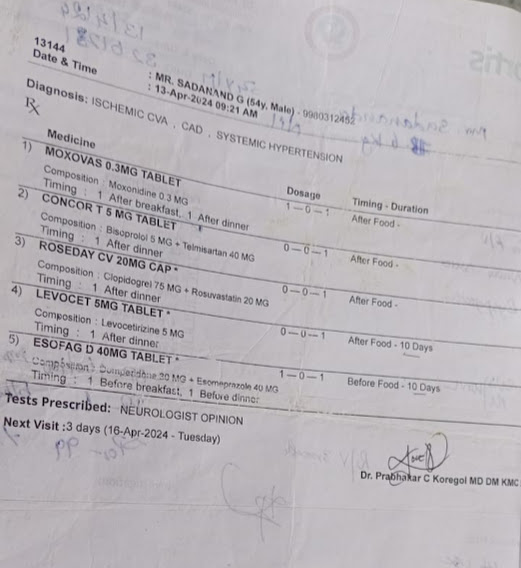 13144
Date & Time : MR. SADANAND G (54y, Male) - 9900312452
: 13-Apr-2024 09:21 AM
Diagnosis: ISCHEMIC CVA , CAD , SYSTEMIC HYPERTENSION
Rx
Medicine Dosage Timing - Duration
1) MOXOVAS 0.3MG TABLET 1-0-1 After Food -
Composition : Moxonidine 0.3 MG
Timing : 1 After breakfast, 1 After dinner
2) CONCOR T 5 MG TABLET 0-0-1 After Food -
Composition : Bisoprolol 5 MG + Telmisartan 40 MG
Timing : 1 After dinner
3) ROSEDAY CV 20MG CAP * 0-0-1 After Food -
Composition : Clopidogrel 75 MG + Rosuvastatin 20 MG
Timing : 1 After dinner
4) LEVOCET 5MG TABLET * 0-0-1 After Food - 10 Days
Composition : Levocetirizine 5 MG
Timing : 1 After dinner
5) ESOFAG D 40MG TABLET * 1-0-1 Before Food - 10 Days
Composition : Domperidone 30 MG + Esomeprazole 40 MG
Timing : 1 Before breakfast, 1 Before dinner
Tests Prescribed: NEUROLOGIST OPINION
Next Visit :3 days (16-Apr-2024 - Tuesday)
Dr. Prabhakar C Koregol MD DM KMC